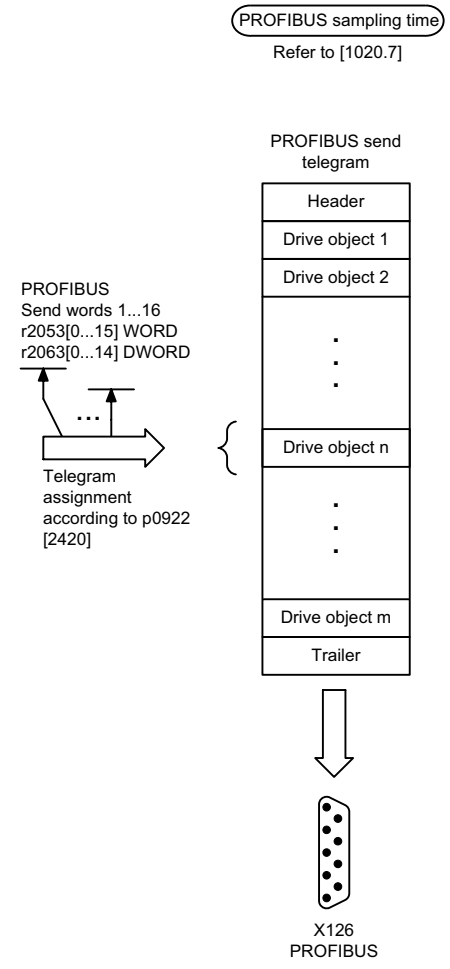 PROFIBUS sampling time
Refer to [1020.7]
PROFIBUS send
telegram
Header
Drive object 1
Drive object 2
PROFIBUS
Send words 1...16
r2053[0...15] WORD
r2063[0...14] DWORD
...
Drive object n
Telegram
assignment
according to p0922
[2420]
Drive object m
Trailer
X126
PROFIBUS